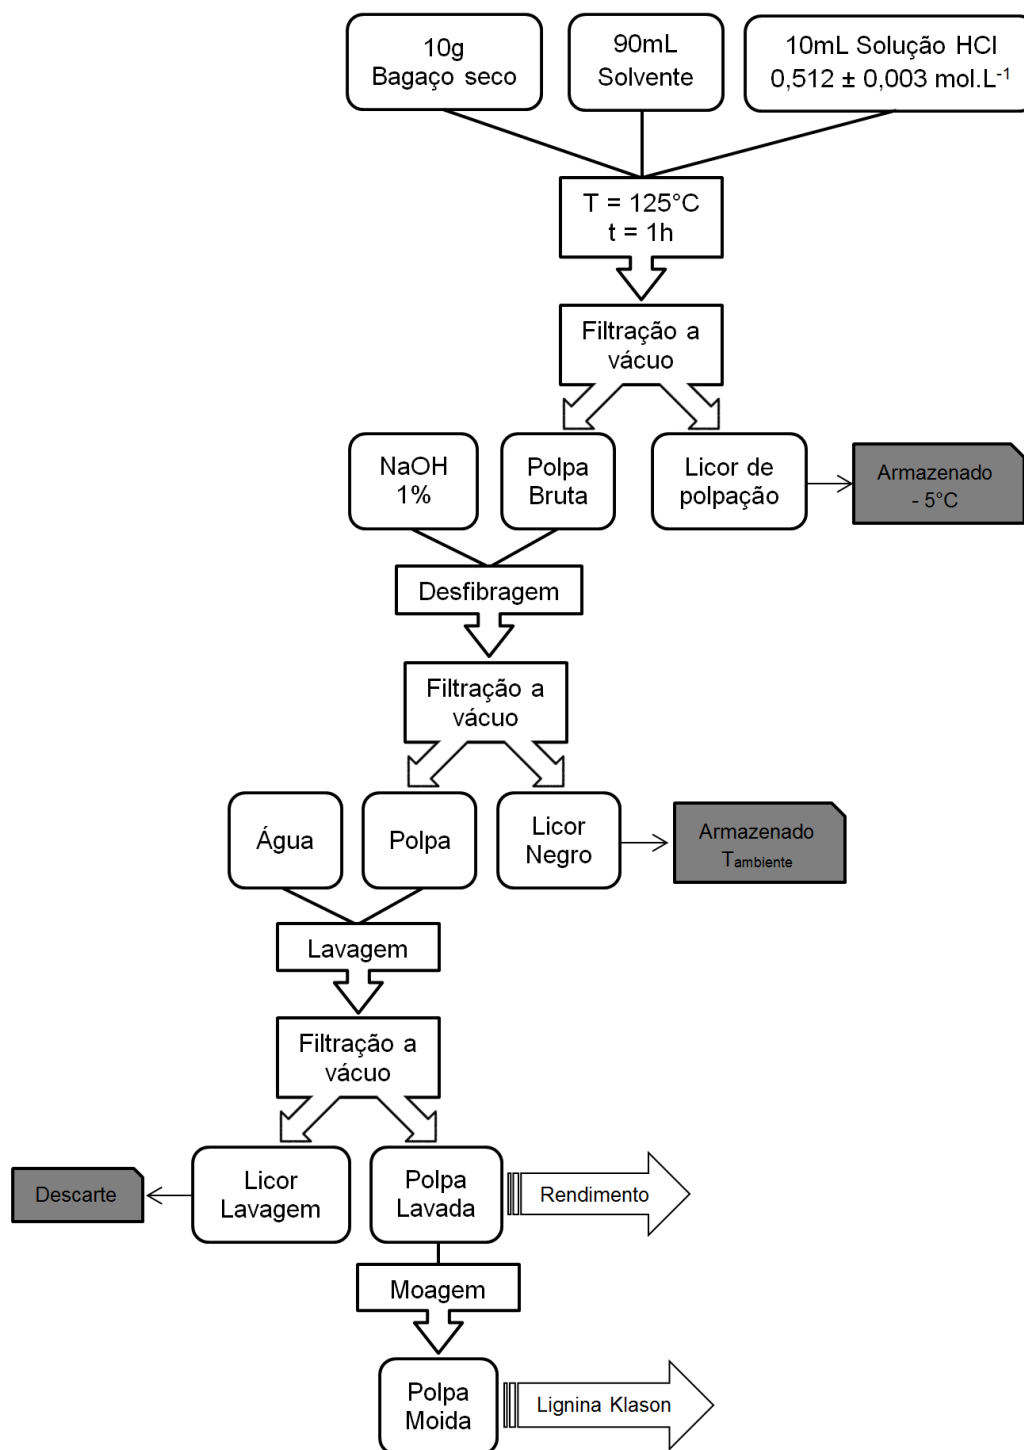 10g
Bagaço seco
90mL
Solvente
10mL Solução HCl
0,512 ± 0,003 mol.L⁻¹
T = 125°C
t = 1h
Filtração a
vácuo
NaOH
1%
Polpa
Bruta
Licor de
polpação
Armazenado
- 5°C
Desfibragem
Filtração a
vácuo
Água
Polpa
Licor
Negro
Armazenado
Tambiente
Lavagem
Filtração a
vácuo
Descarte
Licor
Lavagem
Polpa
Lavada
Rendimento
Moagem
Polpa
Moida
Lignina Klason